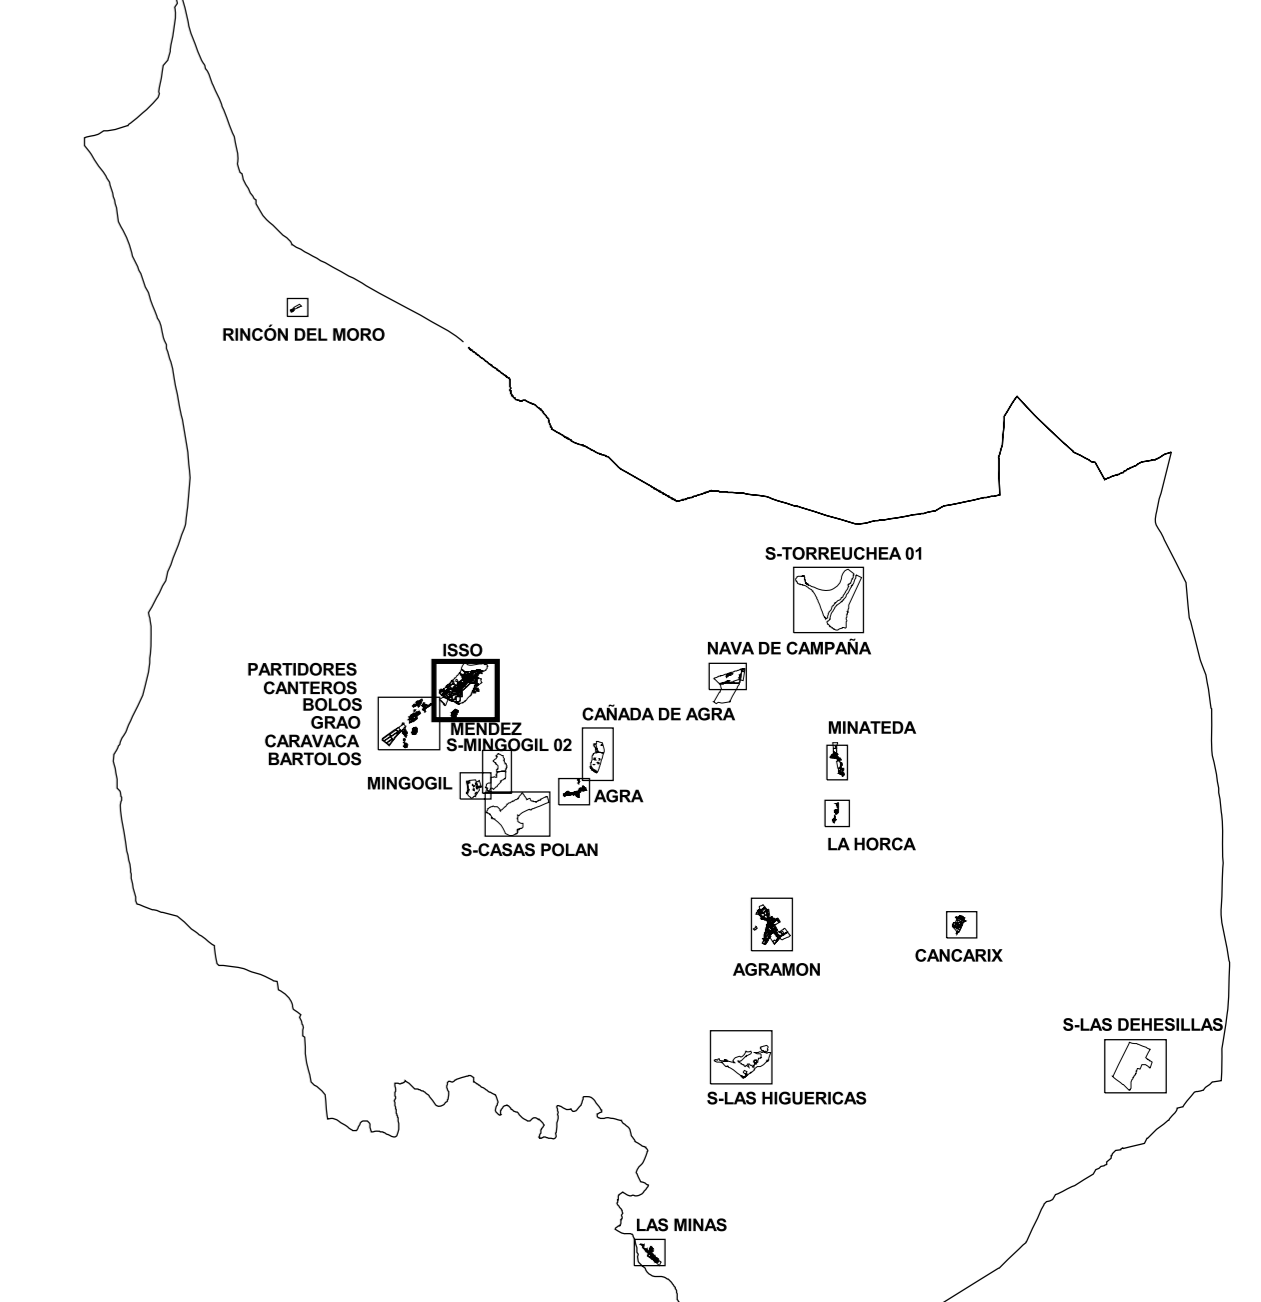 RINCÓN DEL MORO
S-TORREUCHEA 01
ISSO
NAVA DE CAMPAÑA
PARTIDORES
CANTEROS
BOLOS
GRAO
CARAVACA
BARTOLOS
CAÑADA DE AGRA
MENDEZ
S-MINGOGIL 02
MINATEDA
MINGOGIL
AGRA
S-CASAS POLAN
LA HORCA
AGRAMON
CANCARIX
S-LAS DEHESILLAS
S-LAS HIGUERICAS
LAS MINAS